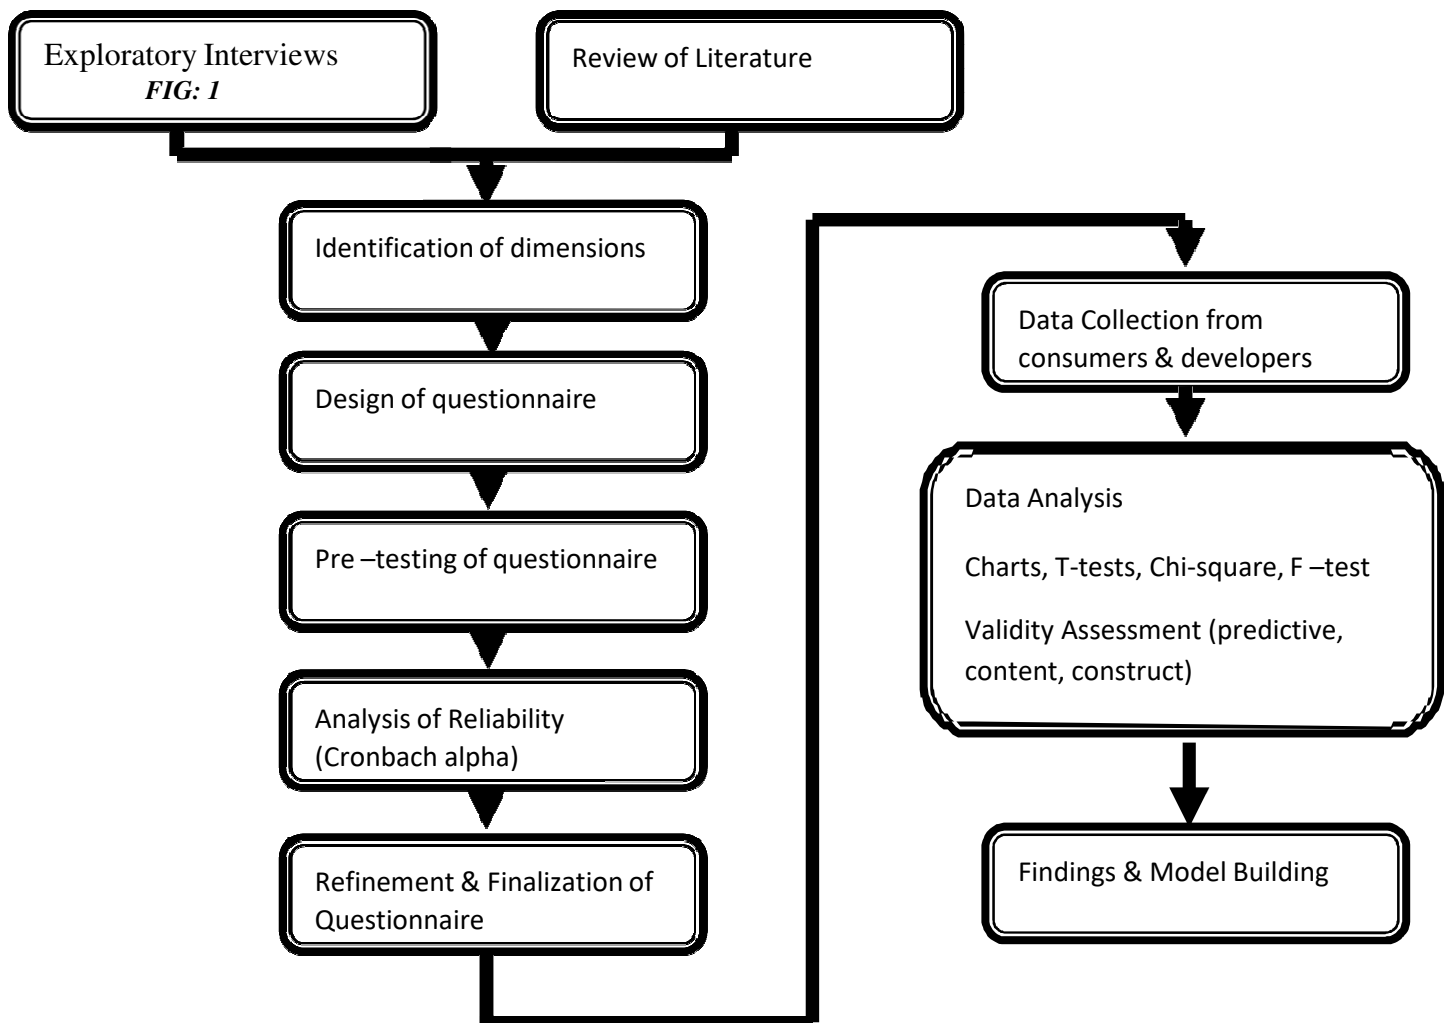 Exploratory Interviews
FIG: 1
Review of Literature
Identification of dimensions
Design of questionnaire
Pre –testing of questionnaire
Analysis of Reliability
(Cronbach alpha)
Refinement & Finalization of
Questionnaire
Data Collection from
consumers & developers
Data Analysis
Charts, T-tests, Chi-square, F –test
Validity Assessment (predictive,
content, construct)
Findings & Model Building